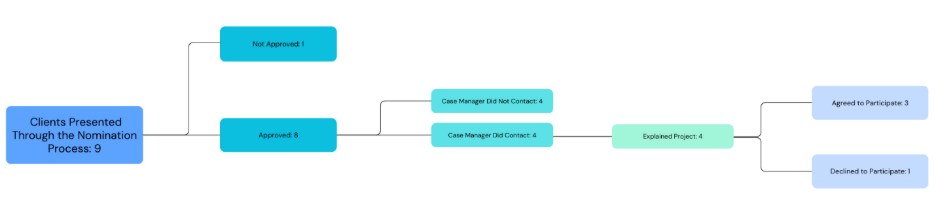 Clients Presented
Through the Nomination
Process: 9
Not Approved: 1
Approved: 8
Case Manager Did Not Contact: 4
Case Manager Did Contact: 4
Explained Project: 4
Agreed to Participate: 3
Declined to Participate: 1